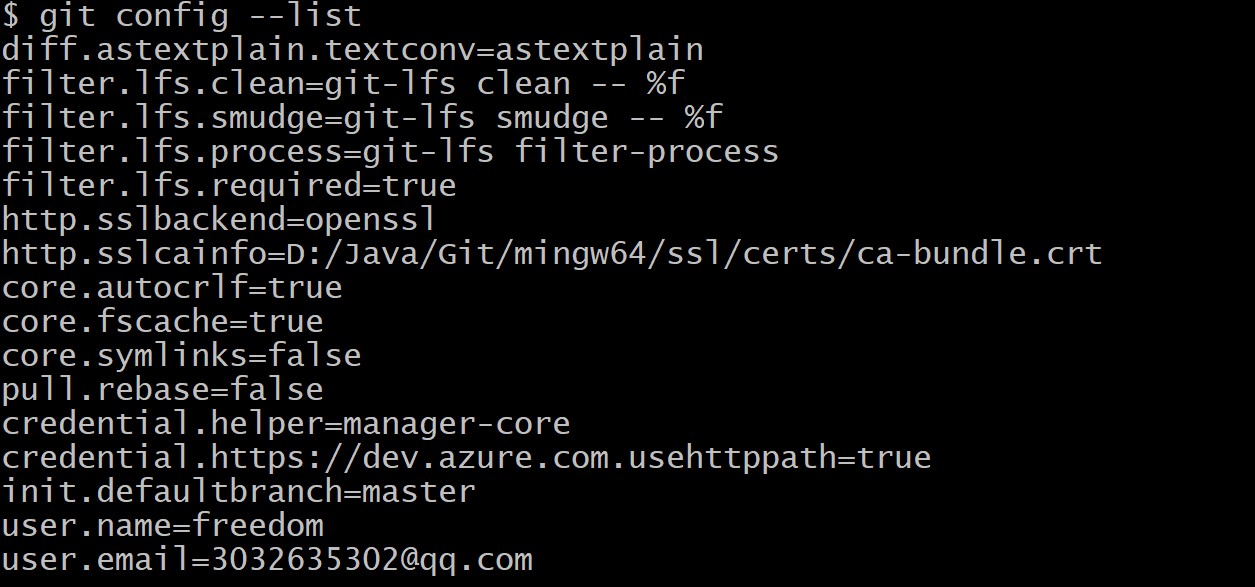 $ git config --list
diff.astextplain.textconv=astextplain
filter.lfs.clean=git-lfs clean -- %f
filter.lfs.smudge=git-lfs smudge -- %f
filter.lfs.process=git-lfs filter-process
filter.lfs.required=true
http.sslbackend=openssl
http.sslcainfo=D:/Java/Git/mingw64/ssl/certs/ca-bundle.crt
core.autocrlf=true
core.fscache=true
core.symlinks=false
pull.rebase=false
credential.helper=manager-core
credential.https://dev.azure.com.usehttppath=true
init.defaultbranch=master
user.name=freedom
user.email=3032635302@qq.com